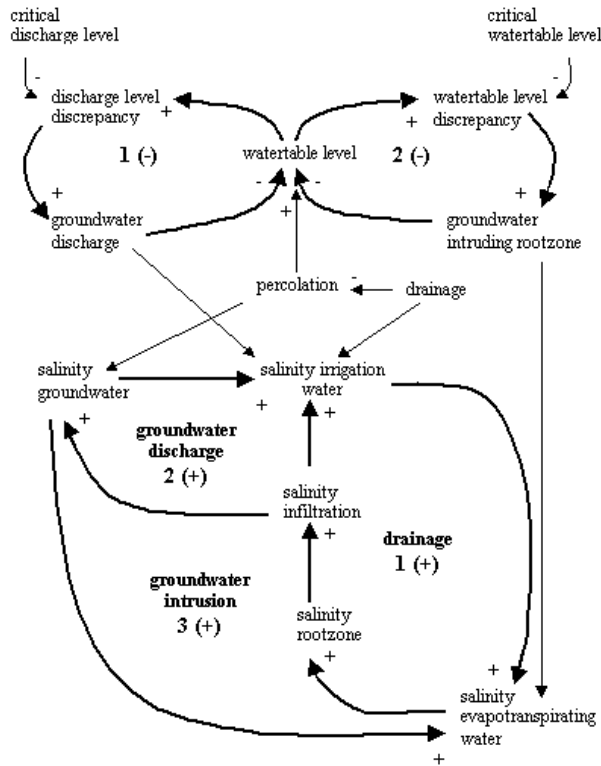 critical
discharge level
critical
watertable level
-
-
discharge level
discrepancy
+
watertable level
discrepancy
+
1 (-)
watertable level
2 (-)
+
-
-
+
+
groundwater
discharge
groundwater
intruding rootzone
percolation
-
drainage
salinity
groundwater
+
salinity irrigation
water
+
+
groundwater
discharge
2 (+)
salinity
infiltration
+
drainage
1 (+)
groundwater
intrusion
3 (+)
salinity
rootzone
+
+
salinity
evapotranspirating
water
+